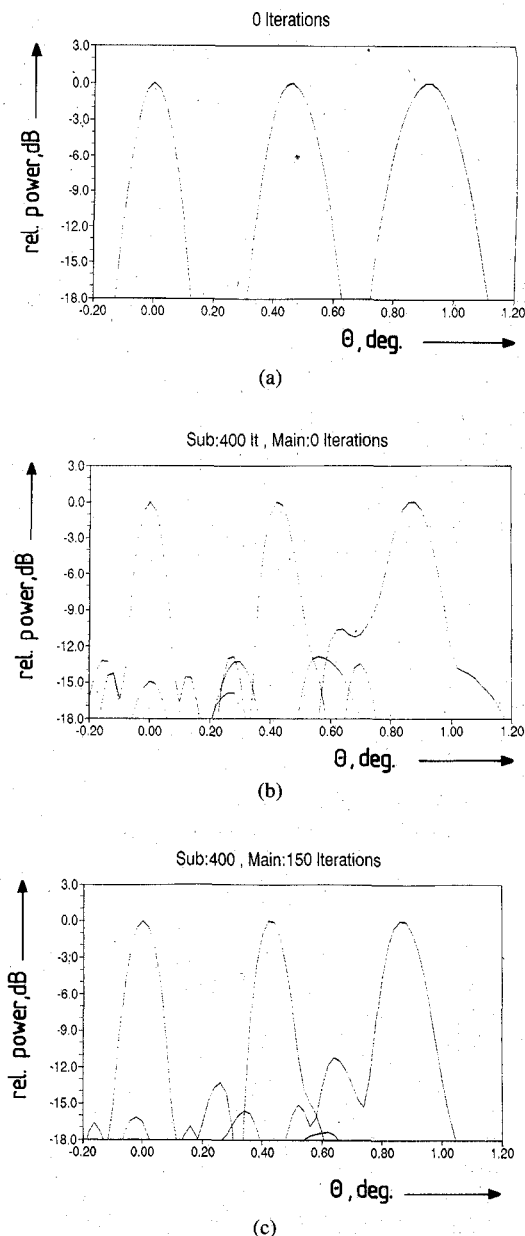 0 Iterations
rel. power,dB
3.0
0.0
-3.0
-6.0
-9.0
-12.0
-15.0
-18.0
-0.20 0.00 0.20 0.40 0.60 0.80 1.00 1.20
Θ, deg.
(a)
Sub:400 It , Main:0 Iterations
rel. power,dB
3.0
0.0
-3.0
-6.0
-9.0
-12.0
-15.0
-18.0
-0.20 0.00 0.20 0.40 0.60 0.80 1.00 1.20
Θ, deg.
(b)
Sub:400 , Main:150 Iterations
rel. power,dB
3.0
0.0
-3.0
-6.0
-9.0
-12.0
-15.0
-18.0
-0.20 0.00 0.20 0.40 0.60 0.80 1.00 1.20
Θ, deg.
(c)